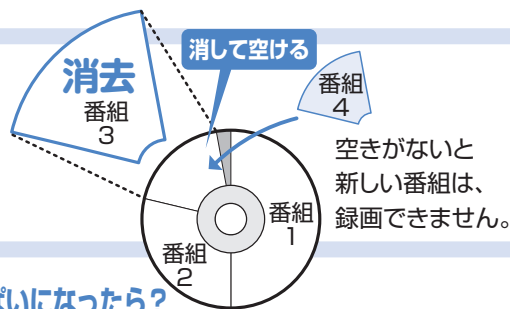 消して空ける
消去
番組
3
番組
4
空きがないと
新しい番組は、
録画できません。
番組
1
番組
2
ぱいになったら?